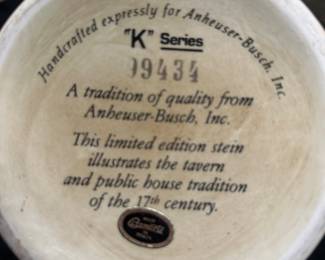 Handcrafted expressly for Anheuser-Busch, Inc.
"K" Series
09434
A tradition of quality from
Anheuser-Busch, Inc.
This limited edition stein
illustrates the tavern
and public house tradition
of the 17th century.